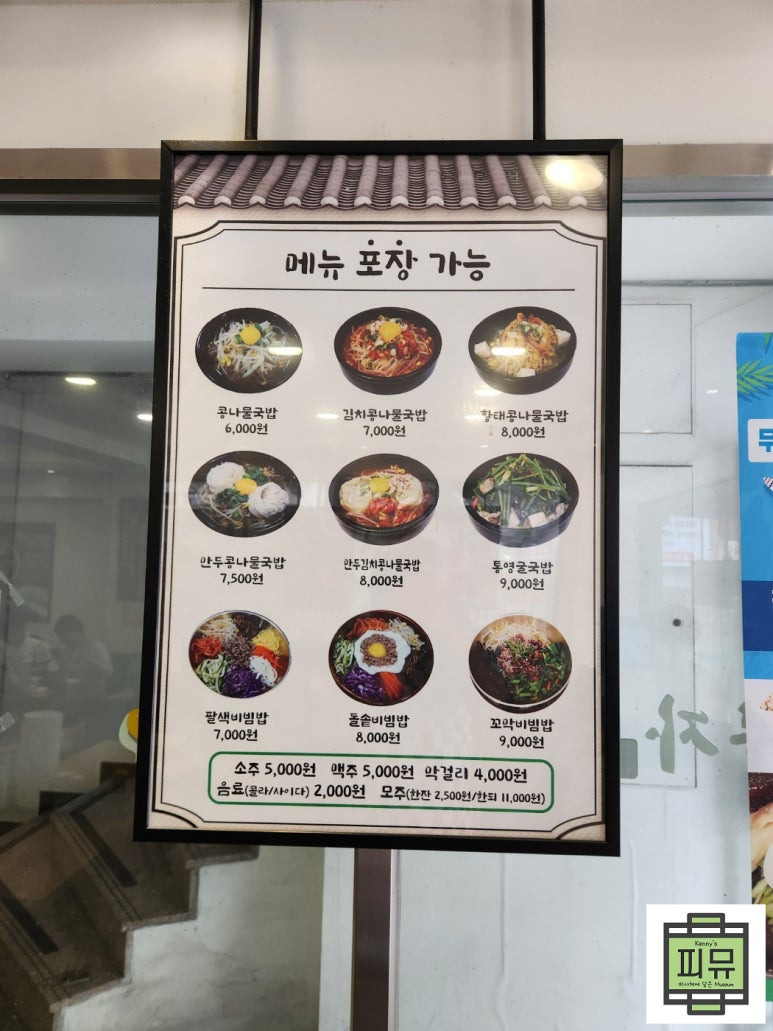 메뉴 포장 가능
콩나물국밥
6,000원
김치콩나물국밥
7,000원
황태콩나물국밥
8,000원
만두콩나물국밥
7,500원
만두김치콩나물국밥
8,000원
통영굴국밥
9,000원
팔색비빔밥
7,000원
돌솥비빔밥
8,000원
꼬막비빔밥
9,000원
소주 5,000원 맥주 5,000원 막걸리 4,000원
음료(콜라/사이다) 2,000원 모주(한잔 2,500원/한되 11,000원)
Kenny's
피뮤
피사체에 담은 Museum